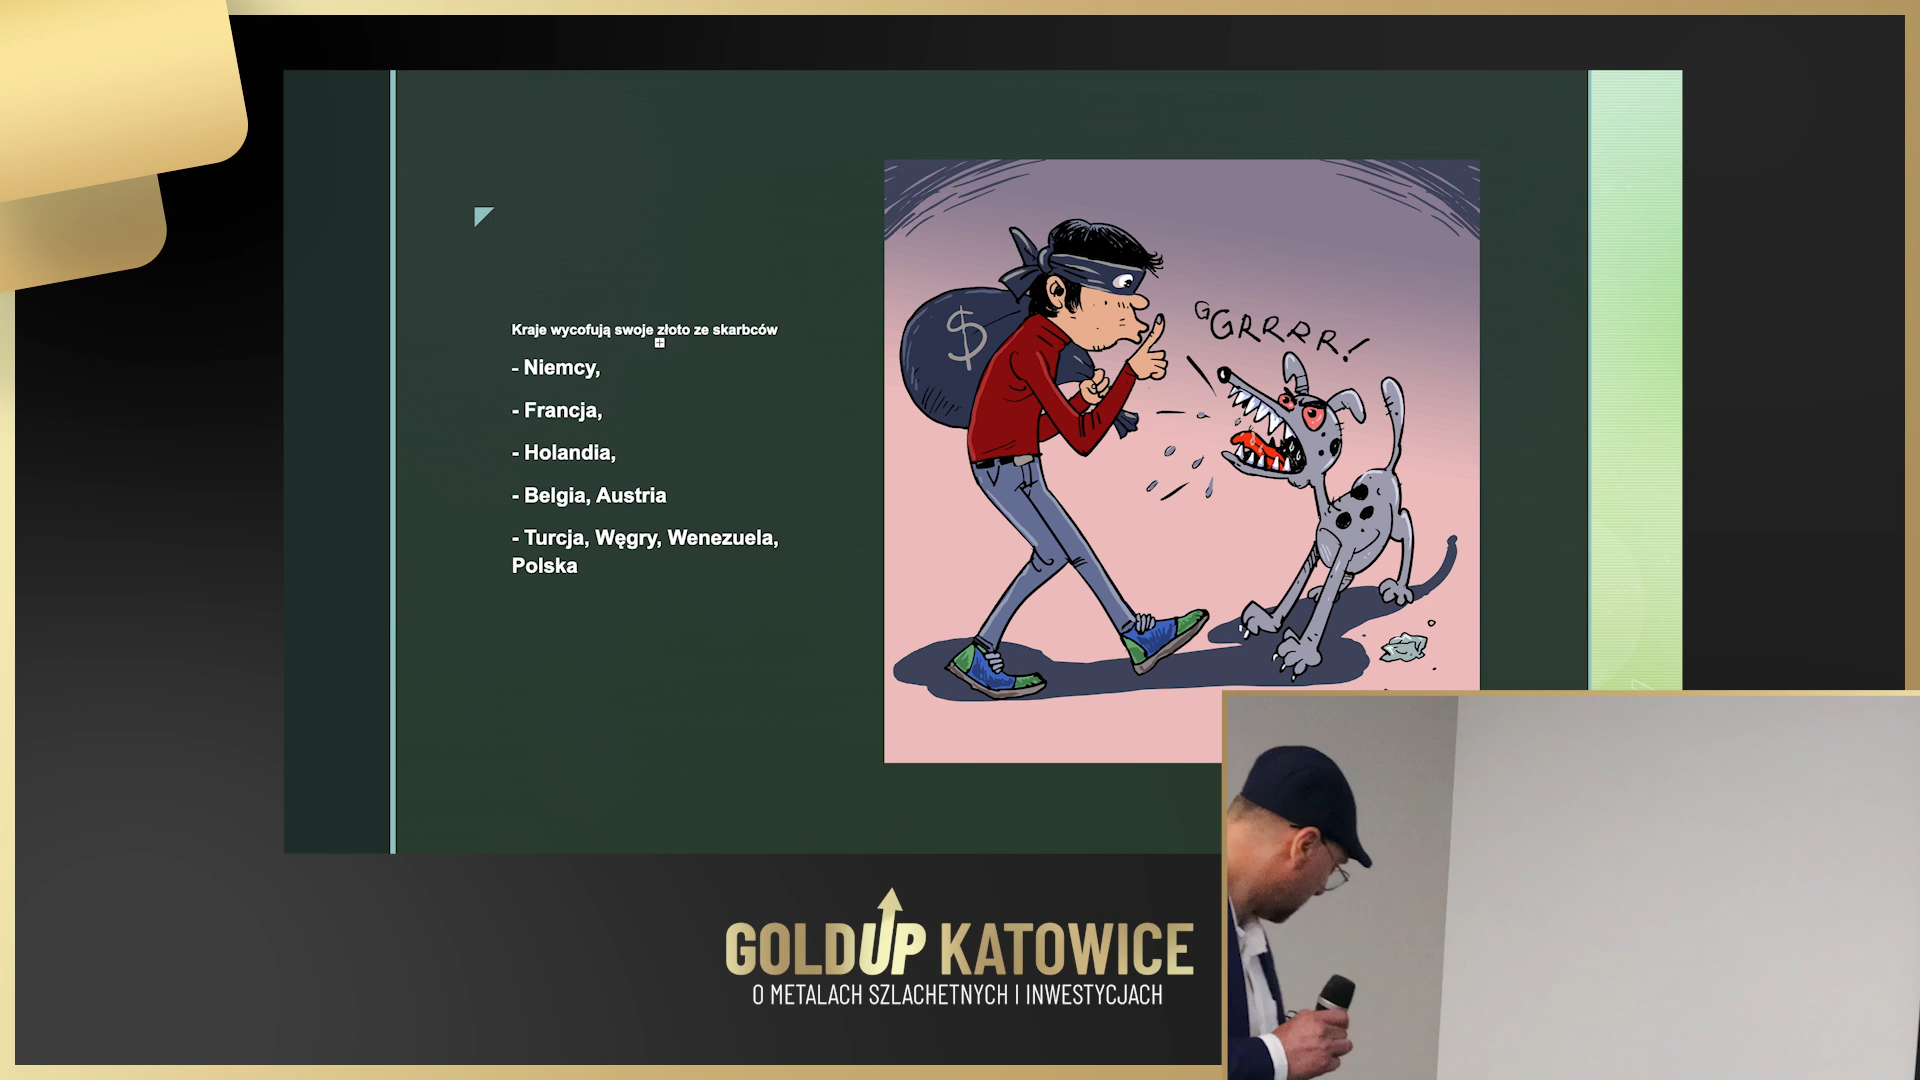 Kraje wycofują swoje złoto ze skarbców
- Niemcy,
- Francja,
- Holandia,
- Belgia, Austria
- Turcja, Węgry, Wenezuela,
Polska
$
GGRRRR!
GOLDUP KATOWICE
O METALACH SZLACHETNYCH I INWESTYCJACH